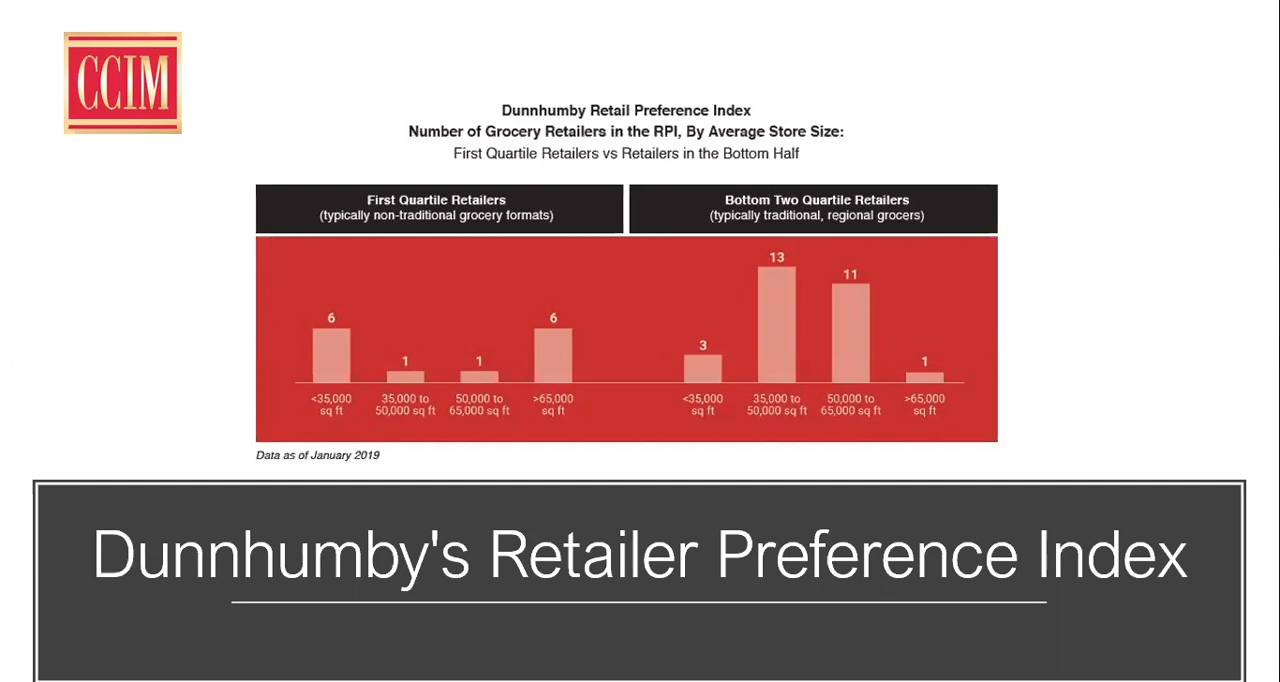 CCIM
Dunnhumby Retail Preference Index
Number of Grocery Retailers in the RPI, By Average Store Size:
First Quartile Retailers vs Retailers in the Bottom Half
First Quartile Retailers
(typically non-traditional grocery formats)
Bottom Two Quartile Retailers
(typically traditional, regional grocers)
6
1
1
6
<35,000
sq ft
35,000 to
50,000 sq ft
50,000 to
65,000 sq ft
>65,000
sq ft
3
13
11
1
<35,000
sq ft
35,000 to
50,000 sq ft
50,000 to
65,000 sq ft
>65,000
sq ft
Data as of January 2019
Dunnhumby's Retailer Preference Index